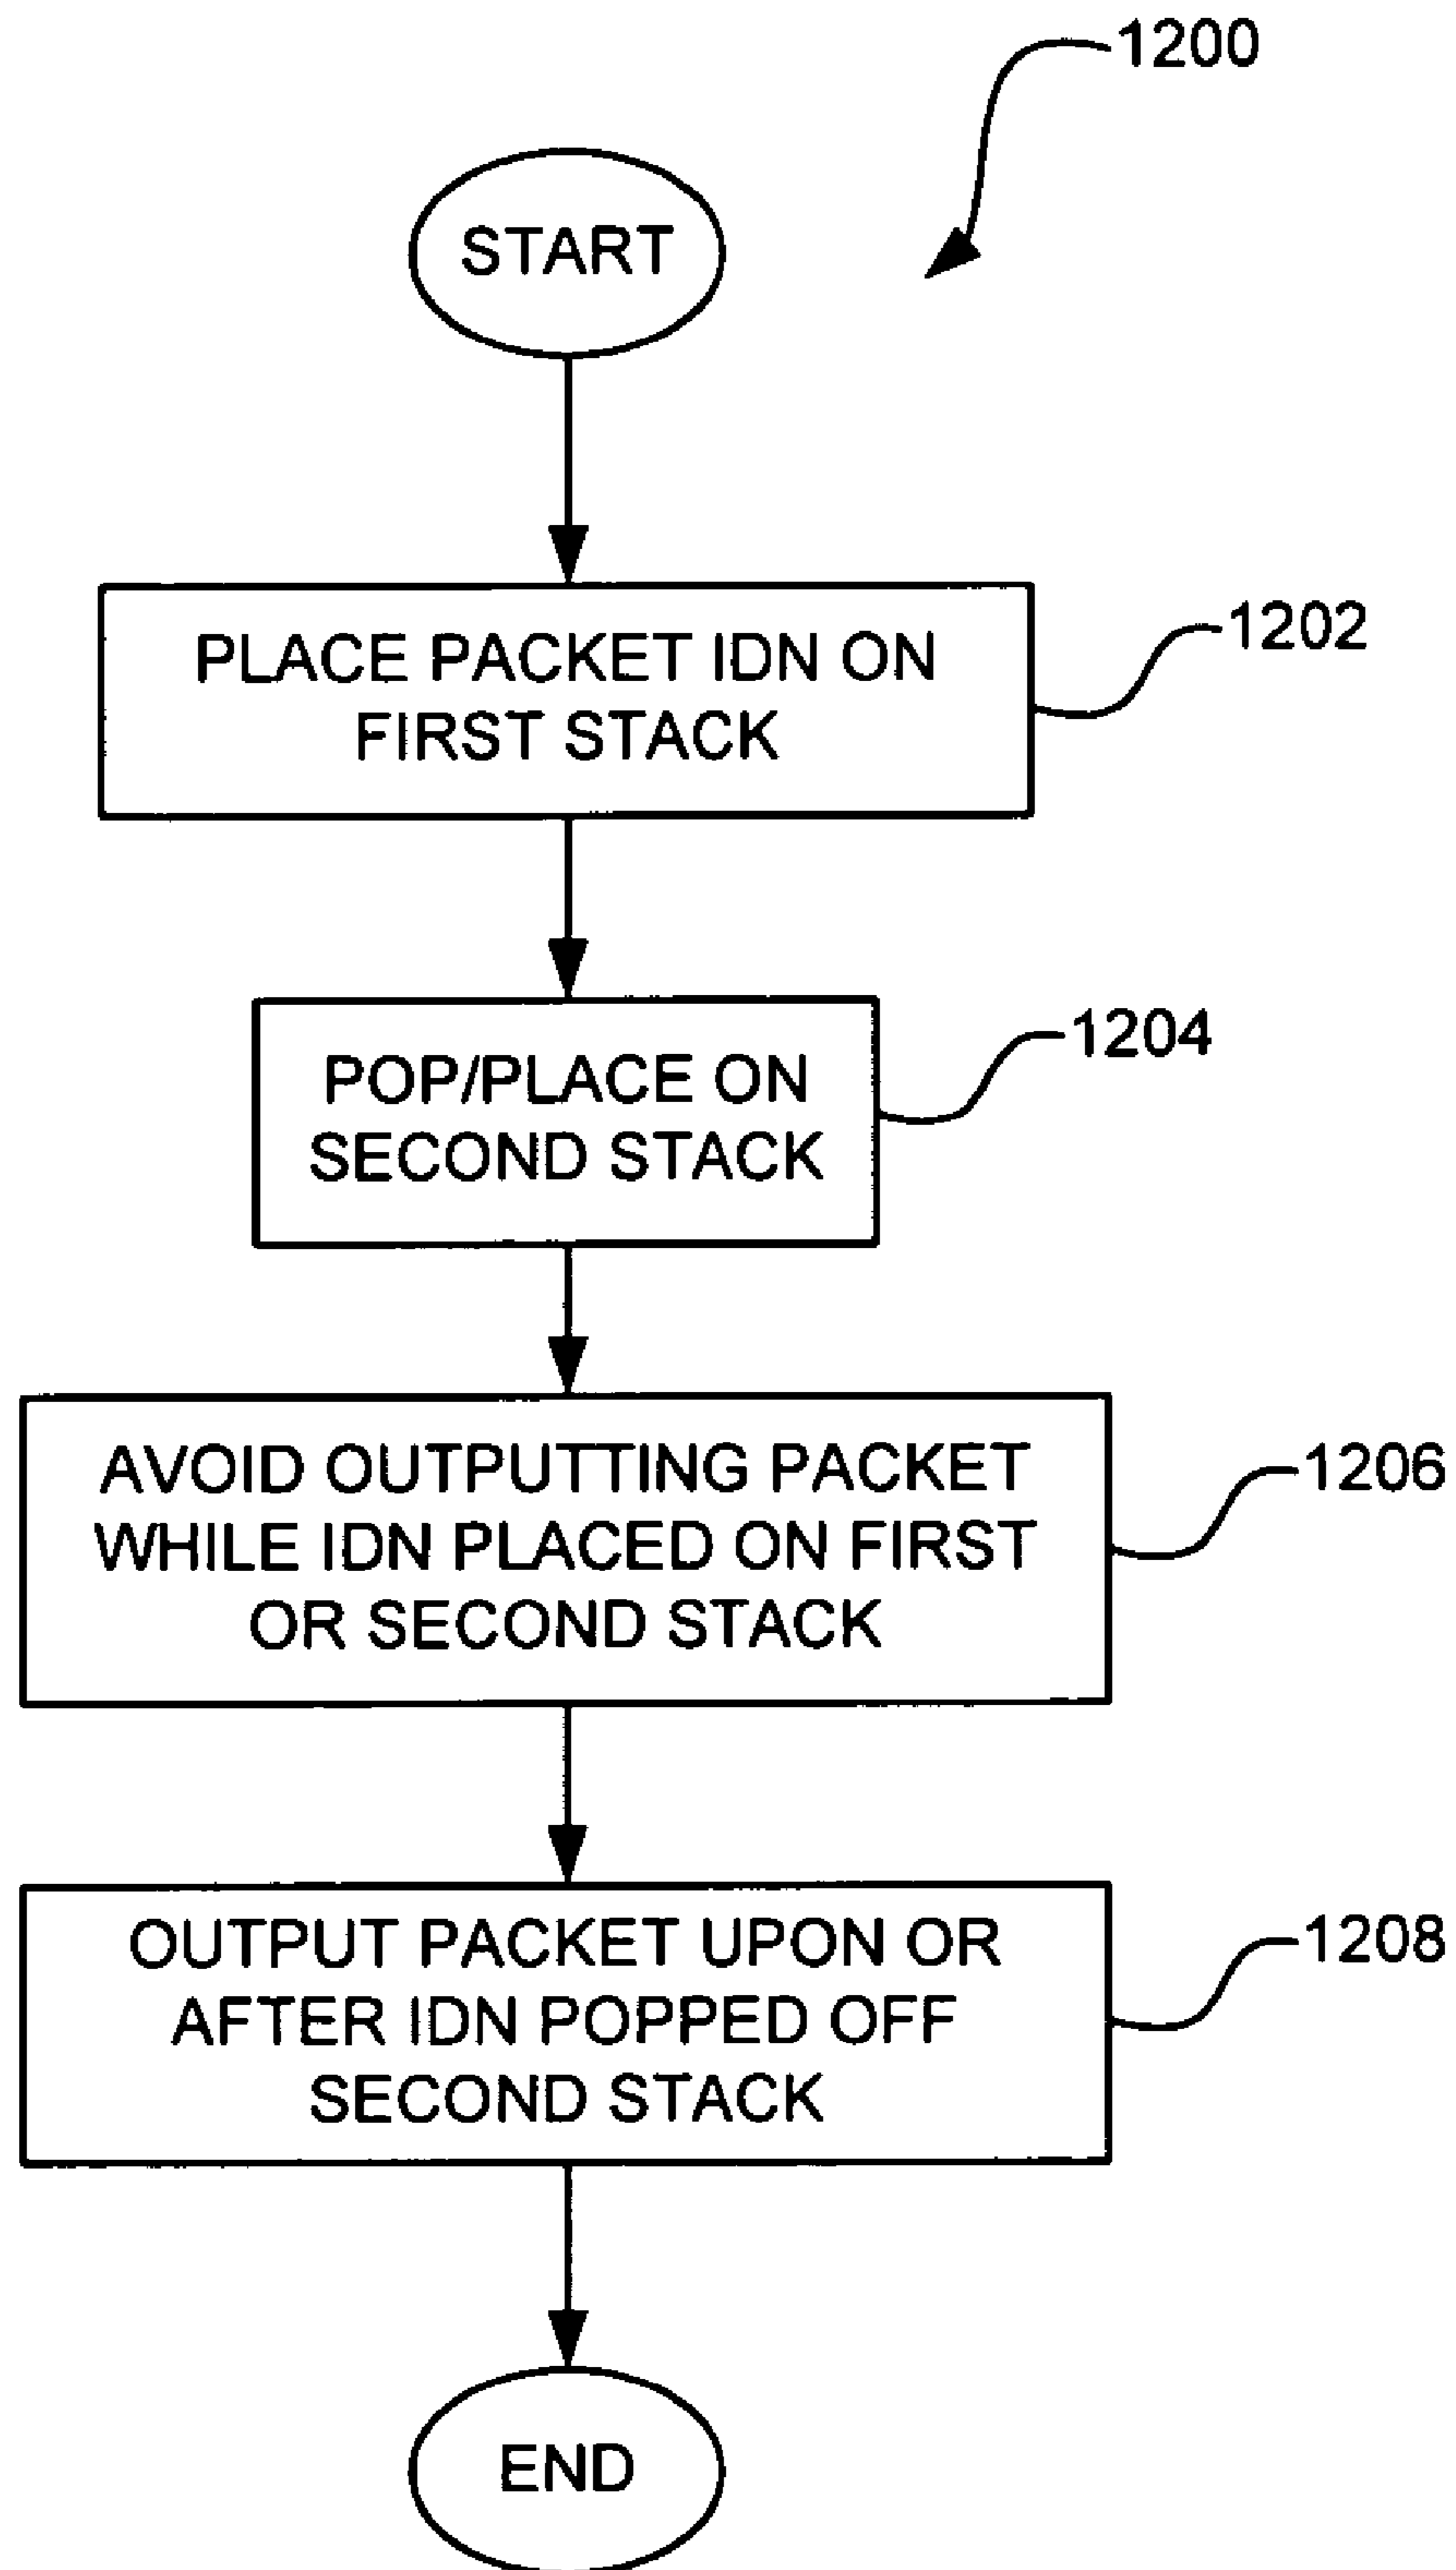 1200
START
PLACE PACKET IDN ON
FIRST STACK
1202
POP/PLACE ON
SECOND STACK
1204
AVOID OUTPUTTING PACKET
WHILE IDN PLACED ON FIRST
OR SECOND STACK
1206
OUTPUT PACKET UPON OR
AFTER IDN POPPED OFF
SECOND STACK
1208
END